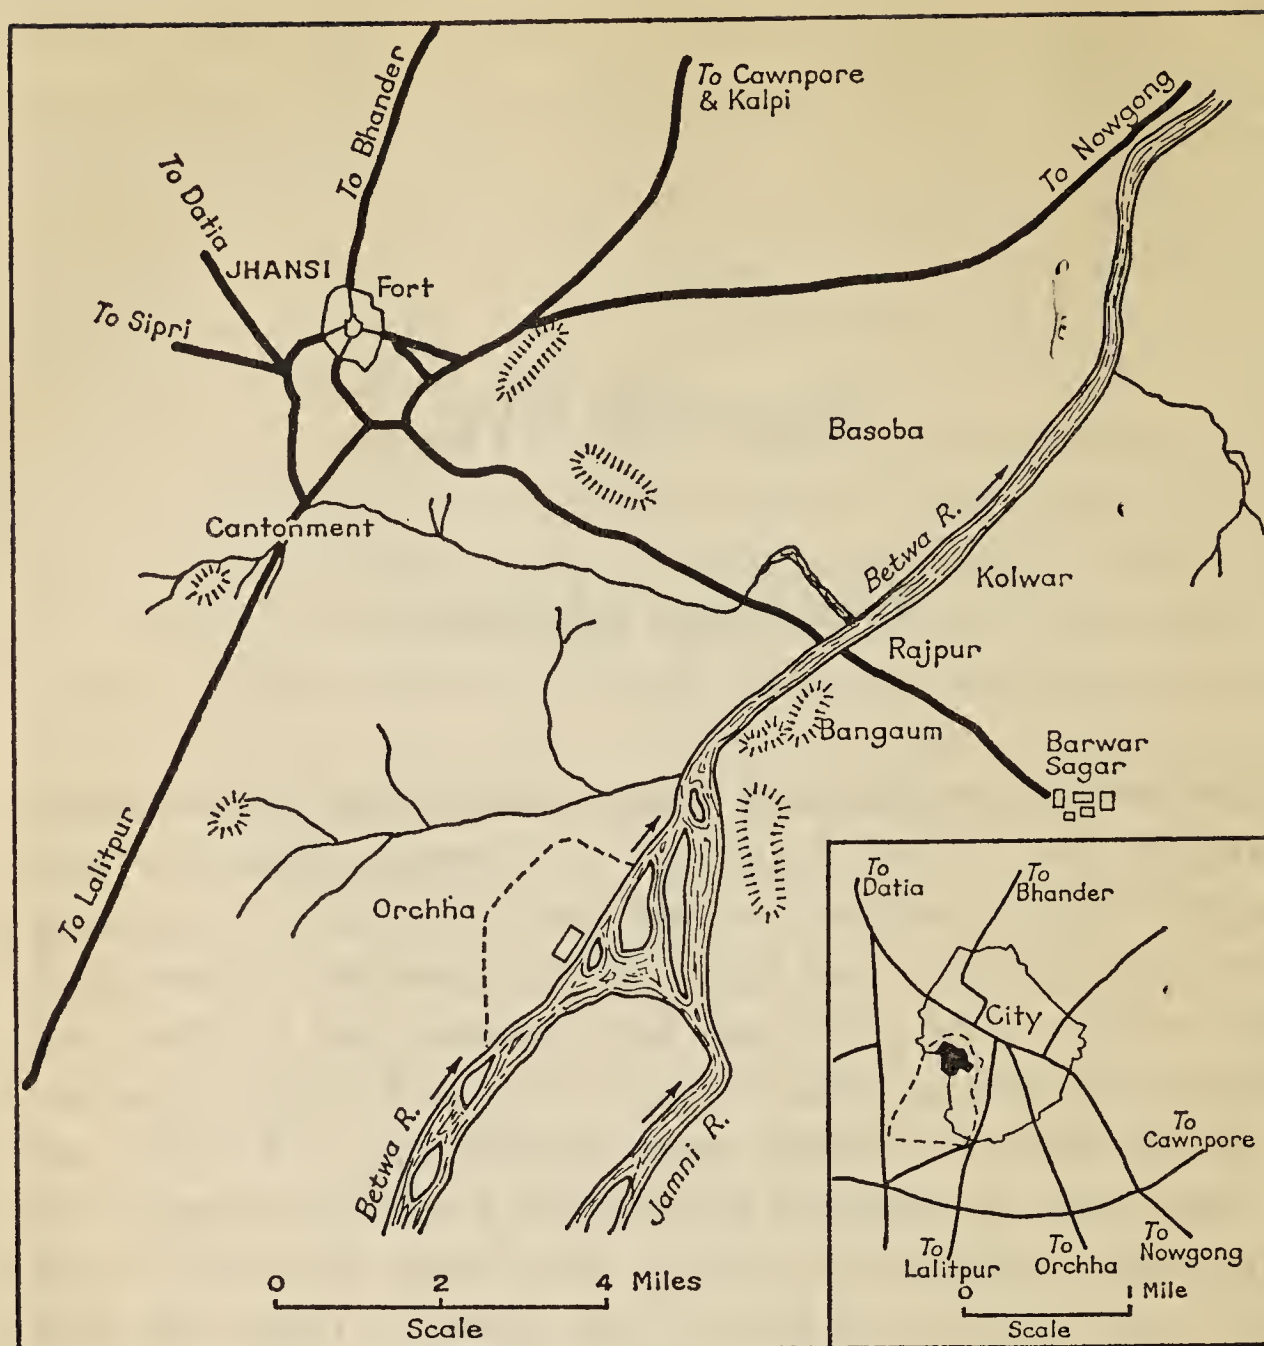 To Bhander
To Cawnpore
& Kalpi
To Nowgong
To Datia
JHANSI
Fort
To Sipri
Basoba
Cantonment
Betwa R.
Kolwar
Rajpur
Bangaum
Barwar
Sagar
To Lalitpur
Orchha
Betwa R.
Jamni R.
0 2 4 Miles
Scale
To
Datia
To
Bhander
City
To
Cawnpore
To
Lalitpur
To
Orchha
To
Nowgong
0 1 Mile
Scale